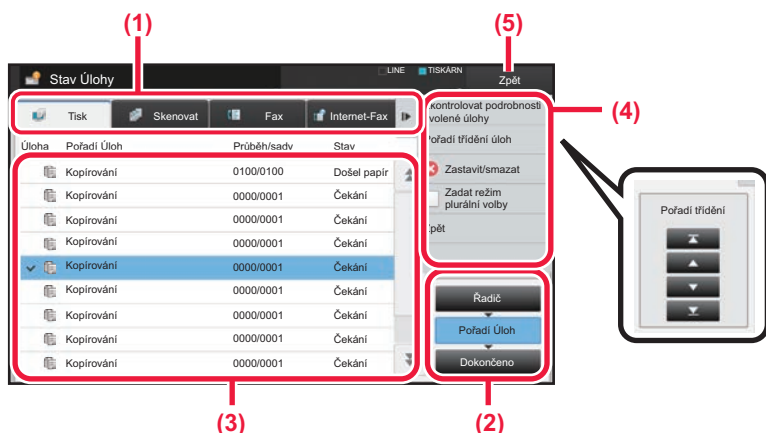 (1)
(5)
Stav Úlohy
LINE
TISKÁRN
Zpět
Tisk
Skenovat
Fax
Internet-Fax
kontrolovat podrobnosti
volené úlohy
(4)
Úloha
Pořadí Úloh
Průběh/sadv
Stav
ořadí třídění úloh
Kopírování 0100/0100 Došel papír
Zastavit/smazat
Kopírování 0000/0001 Čekání
Zadat režim
plurální volby
Kopírování 0000/0001 Čekání
Kopírování 0000/0001 Čekání
pět
Kopírování 0000/0001 Čekání
Kopírování 0000/0001 Čekání
Kopírování 0000/0001 Čekání
Kopírování 0000/0001 Čekání
Kopírování 0000/0001 Čekání
Řadič
Pořadí Úloh
Dokončeno
Pořadí třídění
(3)
(2)